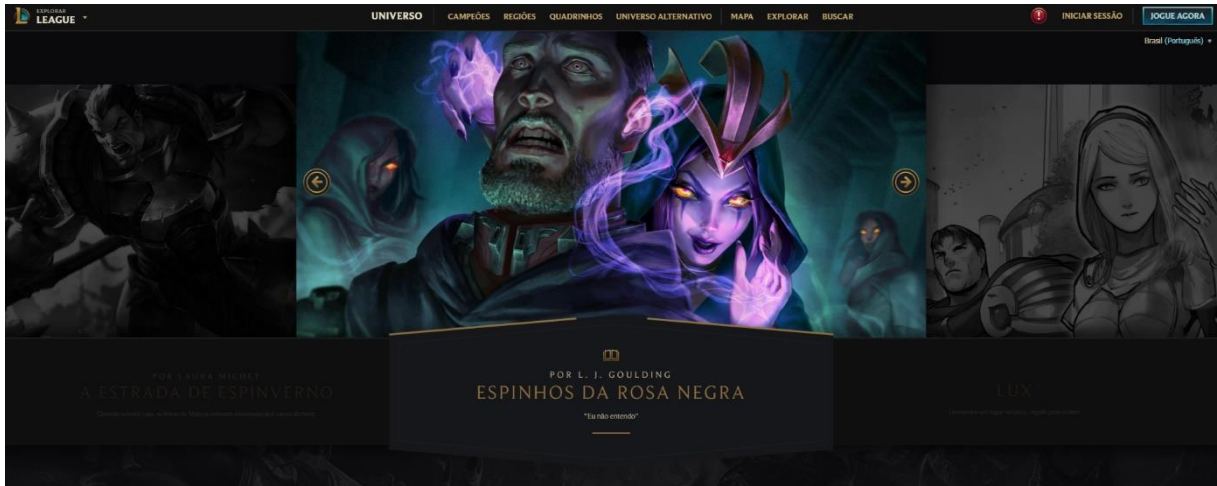 EXPLORAR
LEAGUE
UNIVERSO CAMPEÕES REGIÕES QUADRINHOS UNIVERSO ALTERNATIVO MAPA EXPLORAR BUSCAR
INICIAR SESSÃO JOGUE AGORA
Brasil (Português)
POR LAURA MICHET
A ESTRADA DE ESPINVERNO
POR L. J. GOULDING
ESPINHOS DA ROSA NEGRA
"Eu não entendo"
LUX